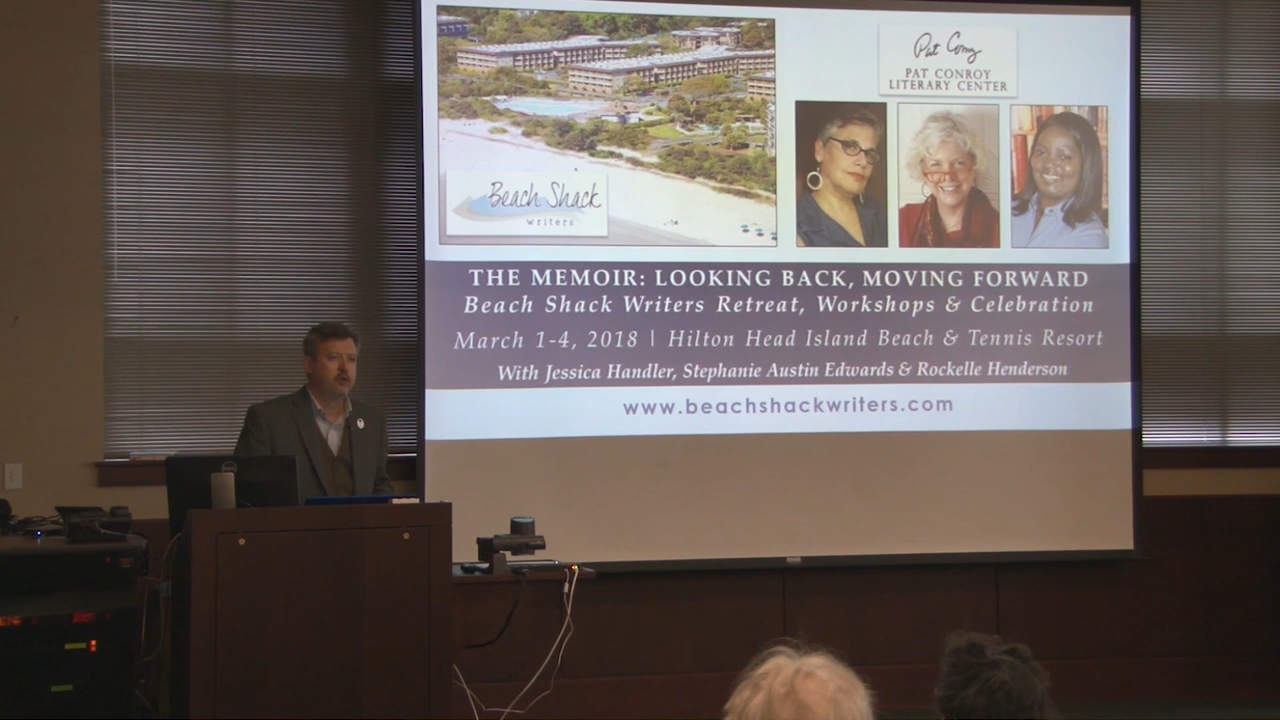 Pat Conroy
PAT CONROY
LITERARY CENTER
Beach Shack
writers
THE MEMOIR: LOOKING BACK, MOVING FORWARD
Beach Shack Writers Retreat, Workshops & Celebration
March 1-4, 2018 | Hilton Head Island Beach & Tennis Resort
With Jessica Handler, Stephanie Austin Edwards & Rockelle Henderson
www.beachshackwriters.com